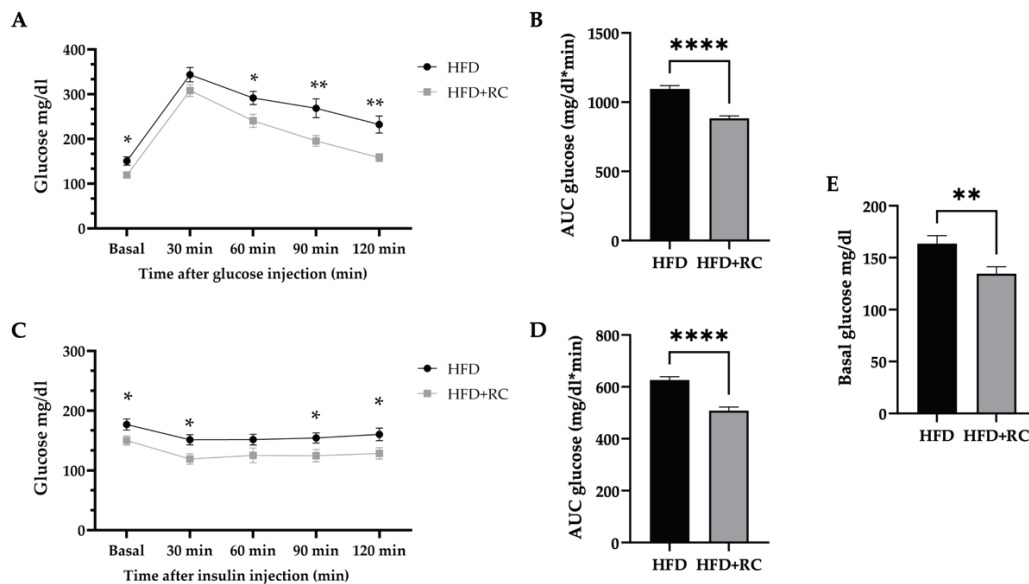 A
Glucose mg/dl
400
300
200
100
0
*
*
**
**
HFD
HFD+RC
Basal
30 min
60 min
90 min
120 min
Time after glucose injection (min)
B
AUC glucose (mg/dl*min)
1500
1000
500
0
****
HFD
HFD+RC
C
Glucose mg/dl
300
200
100
0
*
*
*
*
HFD
HFD+RC
Basal
30 min
60 min
90 min
120 min
Time after insulin injection (min)
D
AUC glucose (mg/dl*min)
800
600
400
200
0
****
HFD
HFD+RC
E
Basal glucose mg/dl
200
150
100
50
0
**
HFD
HFD+RC